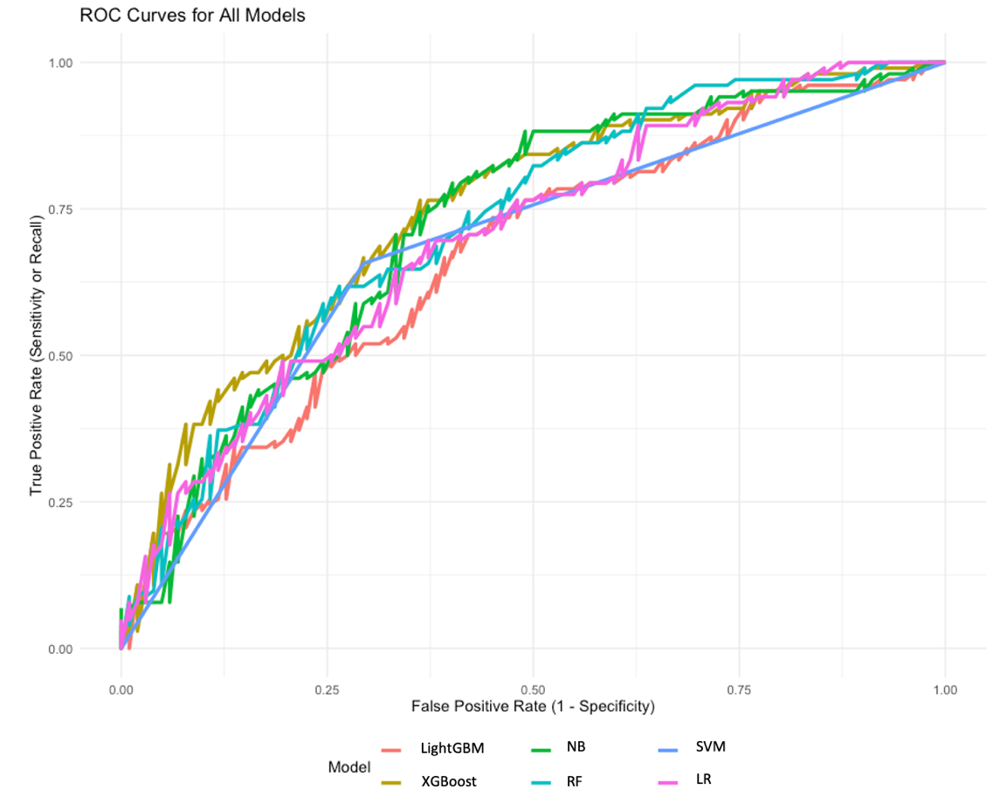 ROC Curves for All Models
True Positive Rate (Sensitivity or Recall)
1.00
0.75
0.50
0.25
0.00
0.00 0.25 0.50 0.75 1.00
False Positive Rate (1 - Specificity)
Model
LightGBM NB SVM
XGBoost RF LR